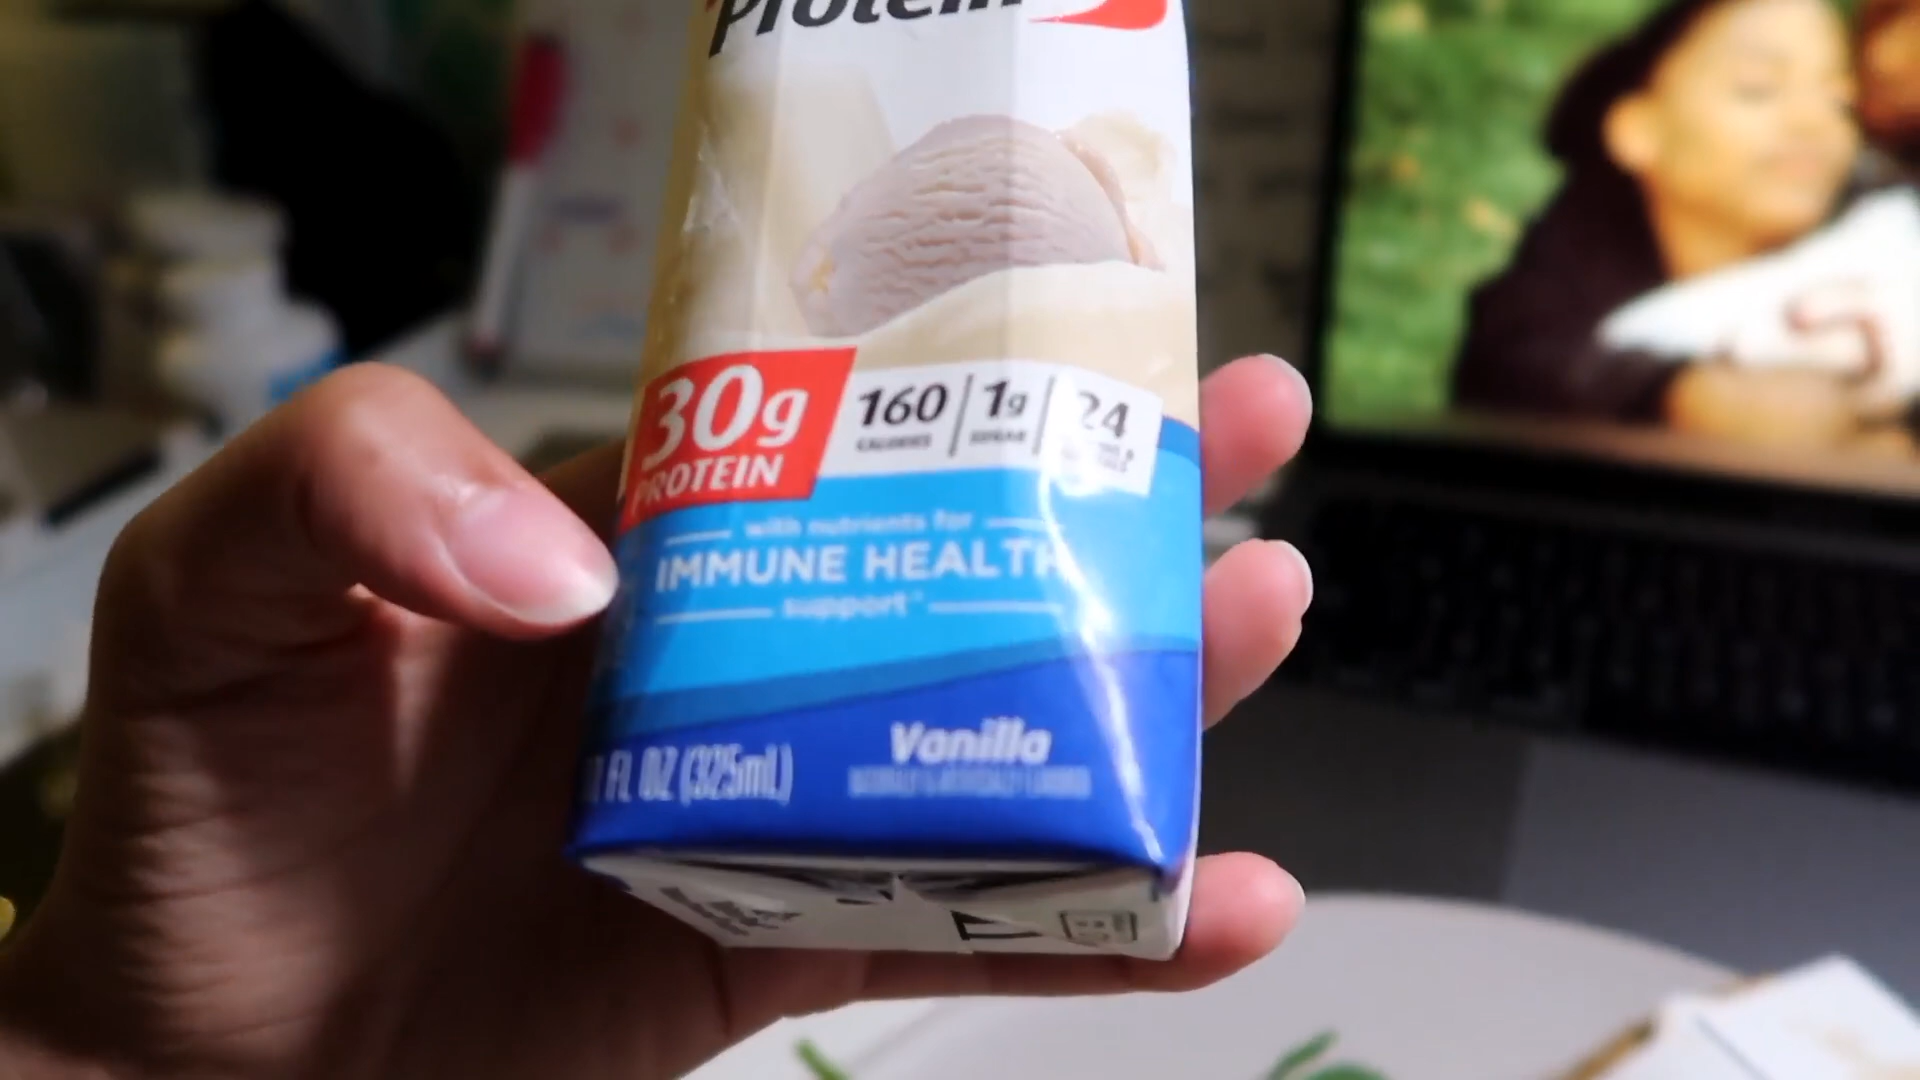 Protein
30g
PROTEIN
160
CALORIES
1g
SUGAR
24
with nutrients for
IMMUNE HEALTH
support
FL OZ (325mL)
Vanilla